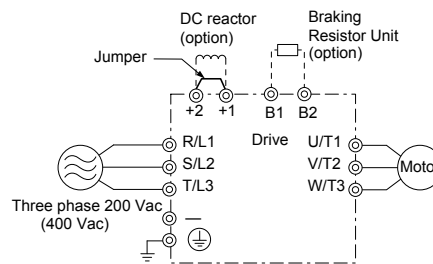 DC reactor
(option)
Braking
Resistor Unit
(option)
Jumper
+2
+1
B1
B2
Drive
R/L1
U/T1
S/L2
V/T2
Moto
T/L3
W/T3
Three phase 200 Vac
(400 Vac)
—